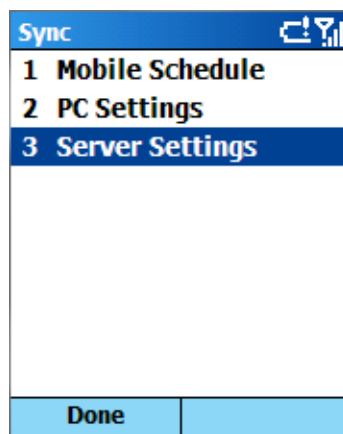 Sync
1 Mobile Schedule
2 PC Settings
3 Server Settings
Done